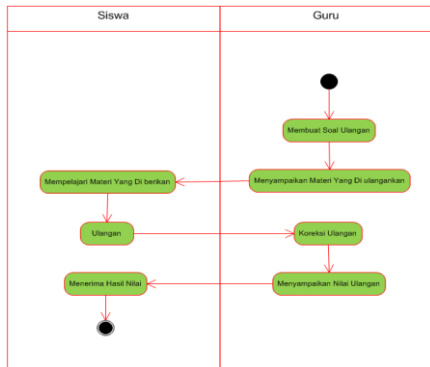 Siswa
Guru
Membuat Soal Ulangan
Menyampaikan Materi Yang Di ulangankan
Mempelajari Materi Yang Di berikan
Ulangan
Koreksi Ulangan
Menyampaikan Nilai Ulangan
Menerima Hasil Nilai